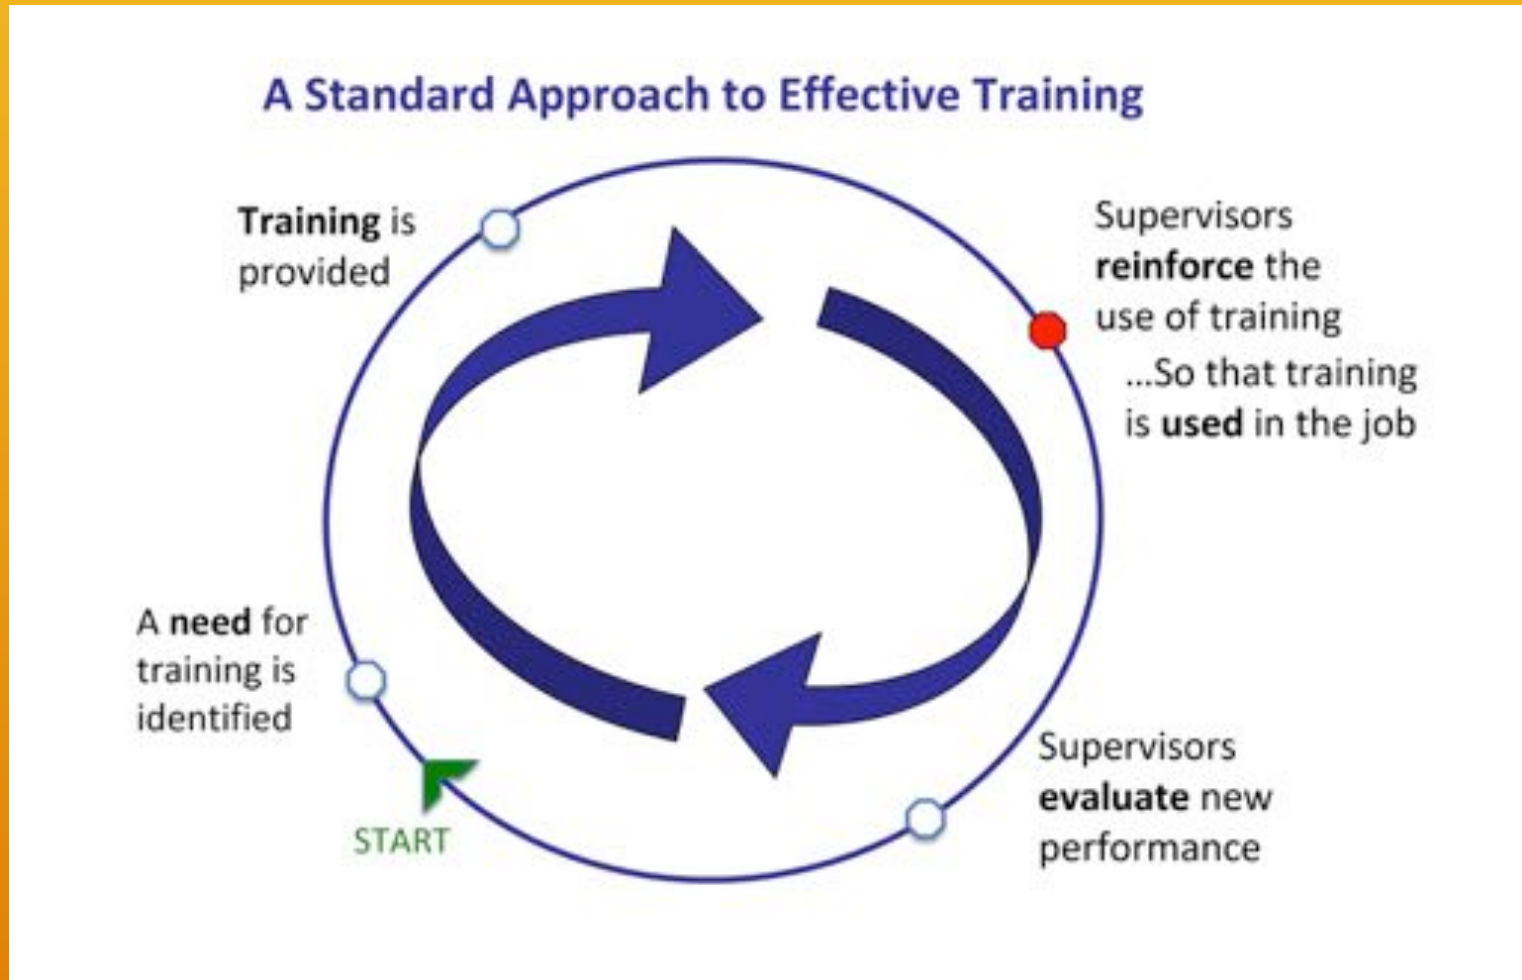 A Standard Approach to Effective Training
Training is
provided
Supervisors
reinforce the
use of training
...So that training
is used in the job
A need for
training is
identified
START
Supervisors
evaluate new
performance